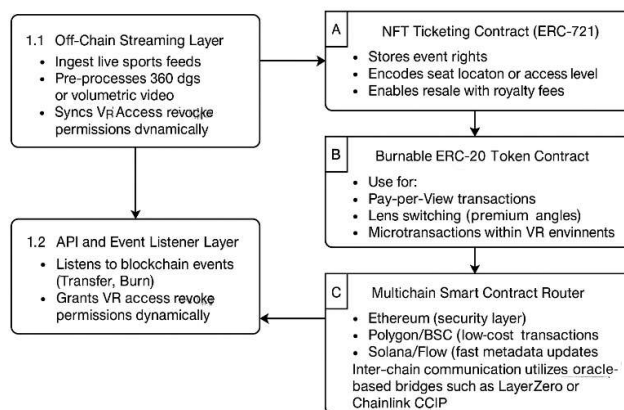 1.1 Off-Chain Streaming Layer
• Ingest live sports feeds
• Pre-processes 360 dgs
or volumetric video
• Syncs VR Access revocke
permissions dvnamically
1.2 API and Event Listener Layer
• Listens to blockchain events
(Transfer, Burn)
• Grants VR access revoke
permissions dynamically
A
NFT Ticketing Contract (ERC-721)
• Stores event rights
• Encodes seat locaton or access level
• Enables resale with royalty fees
B
Burnable ERC-20 Token Contract
• Use for:
• Pay-per-View transactions
• Lens switching (premium angles)
• Microtransactions within VR envinnents
C
Multichain Smart Contract Router
• Ethereum (security layer)
• Polygon/BSC (low-cost transactions
• Solana/Flow (fast metadata updates
Inter-chain communication utilizes oracle-
based bridges such as LayerZero or
Chainlink CCIP